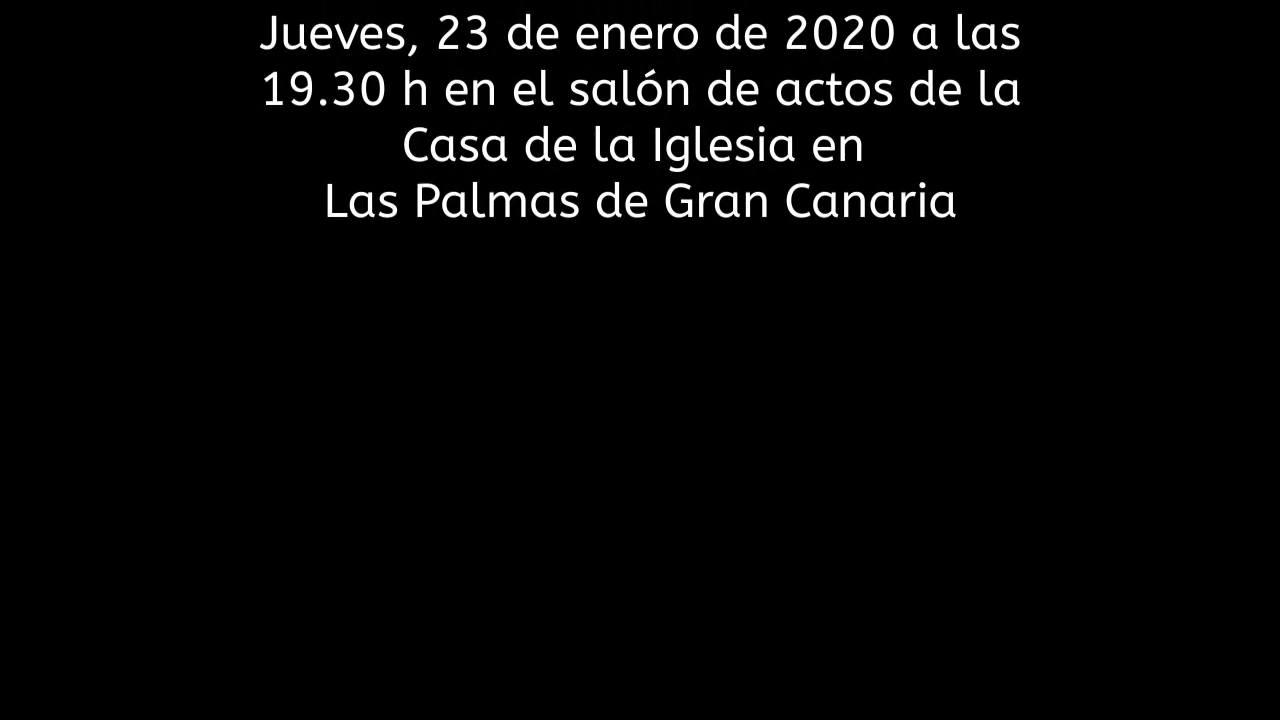 Jueves, 23 de enero de 2020 a las
19.30 h en el salón de actos de la
Casa de la Iglesia en
Las Palmas de Gran Canaria